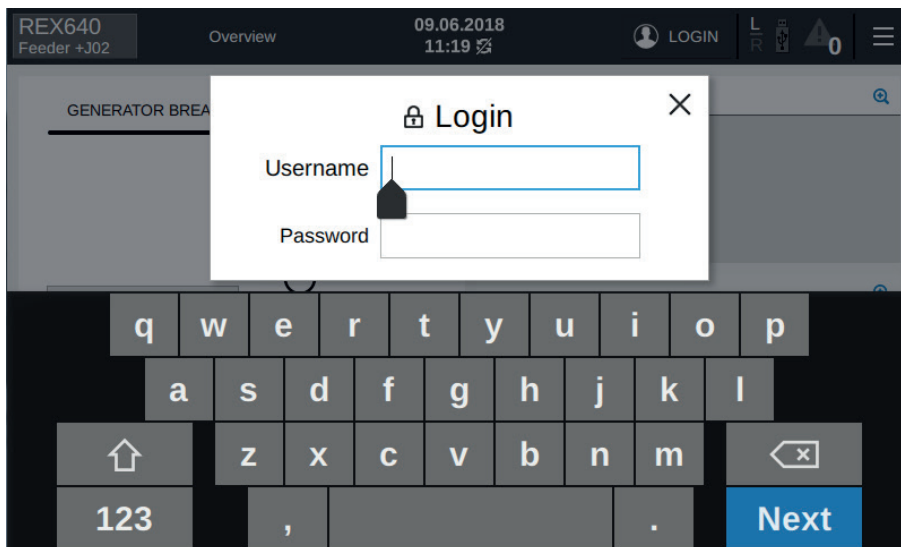 REX640
Feeder +J02
Overview
09.06.2018
11:19
LOGIN
L
R
0
GENERATOR BREA
Login
Username
Password
q w e r t y u i o p
a s d f g h j k l
z x c v b n m
123 , . Next